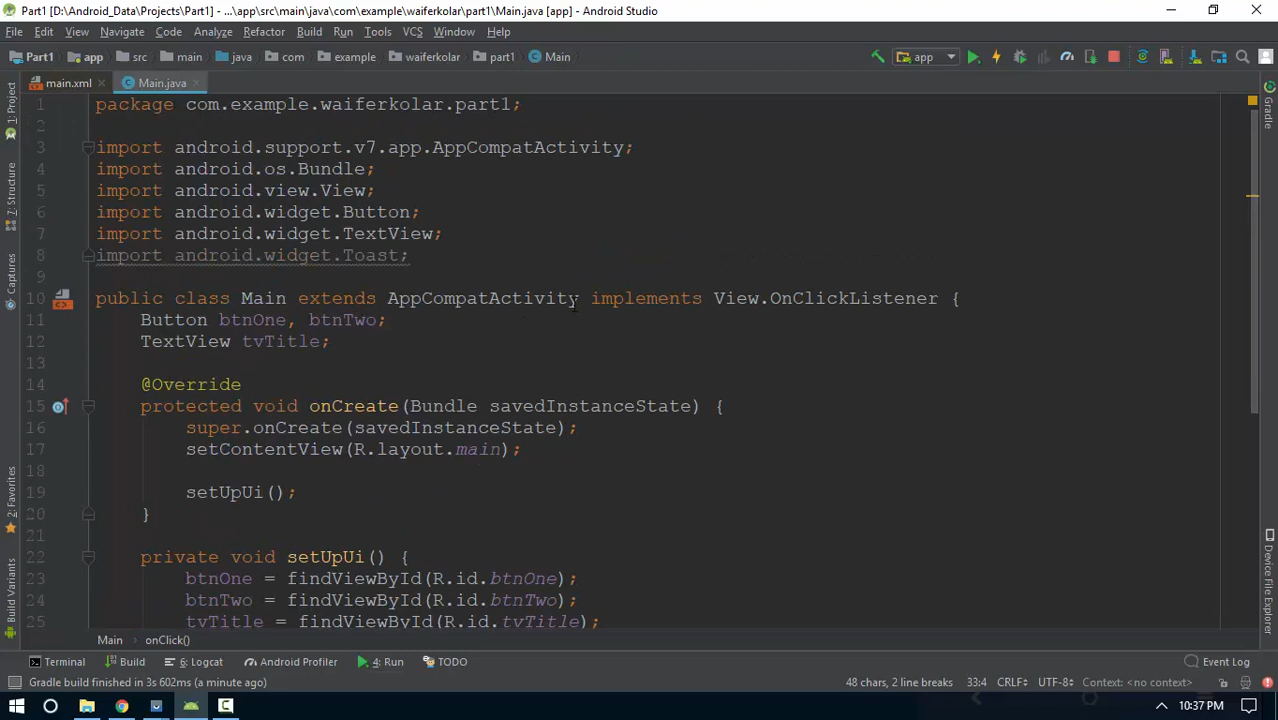 Part1 [D:\Android_Data\Projects\Part1] - ...\app\src\main\java\com\example\waiferkolar\part1\Main.java [app] - Android Studio
File Edit View Navigate Code Analyze Refactor Build Run Tools VCS Window Help
Part1 app src main java com example waiferkolar part1 Main app
main.xml Main.java
1: Project
7: Structure
Captures
2: Favorites
Build Variants
Gradle
Device File Explorer
1 package com.example.waiferkolar.part1;
2
3 import android.support.v7.app.AppCompatActivity;
4 import android.os.Bundle;
5 import android.view.View;
6 import android.widget.Button;
7 import android.widget.TextView;
8 import android.widget.Toast;
9
10 public class Main extends AppCompatActivity implements View.OnClickListener {
11 Button btnOne, btnTwo;
12 TextView tvTitle;
13
14 @Override
15 protected void onCreate(Bundle savedInstanceState) {
16 super.onCreate(savedInstanceState);
17 setContentView(R.layout.main);
18
19 setUpUi();
20 }
21
22 private void setUpUi() {
23 btnOne = findViewById(R.id.btnOne);
24 btnTwo = findViewById(R.id.btnTwo);
25 tvTitle = findViewById(R.id.tvTitle);
Main onClick()
Terminal Build 6: Logcat Android Profiler 4: Run TODO Event Log
Gradle build finished in 3s 602ms (a minute ago) 48 chars, 2 line breaks 33:4 CRLF UTF-8 Context: <no context>
10:37 PM